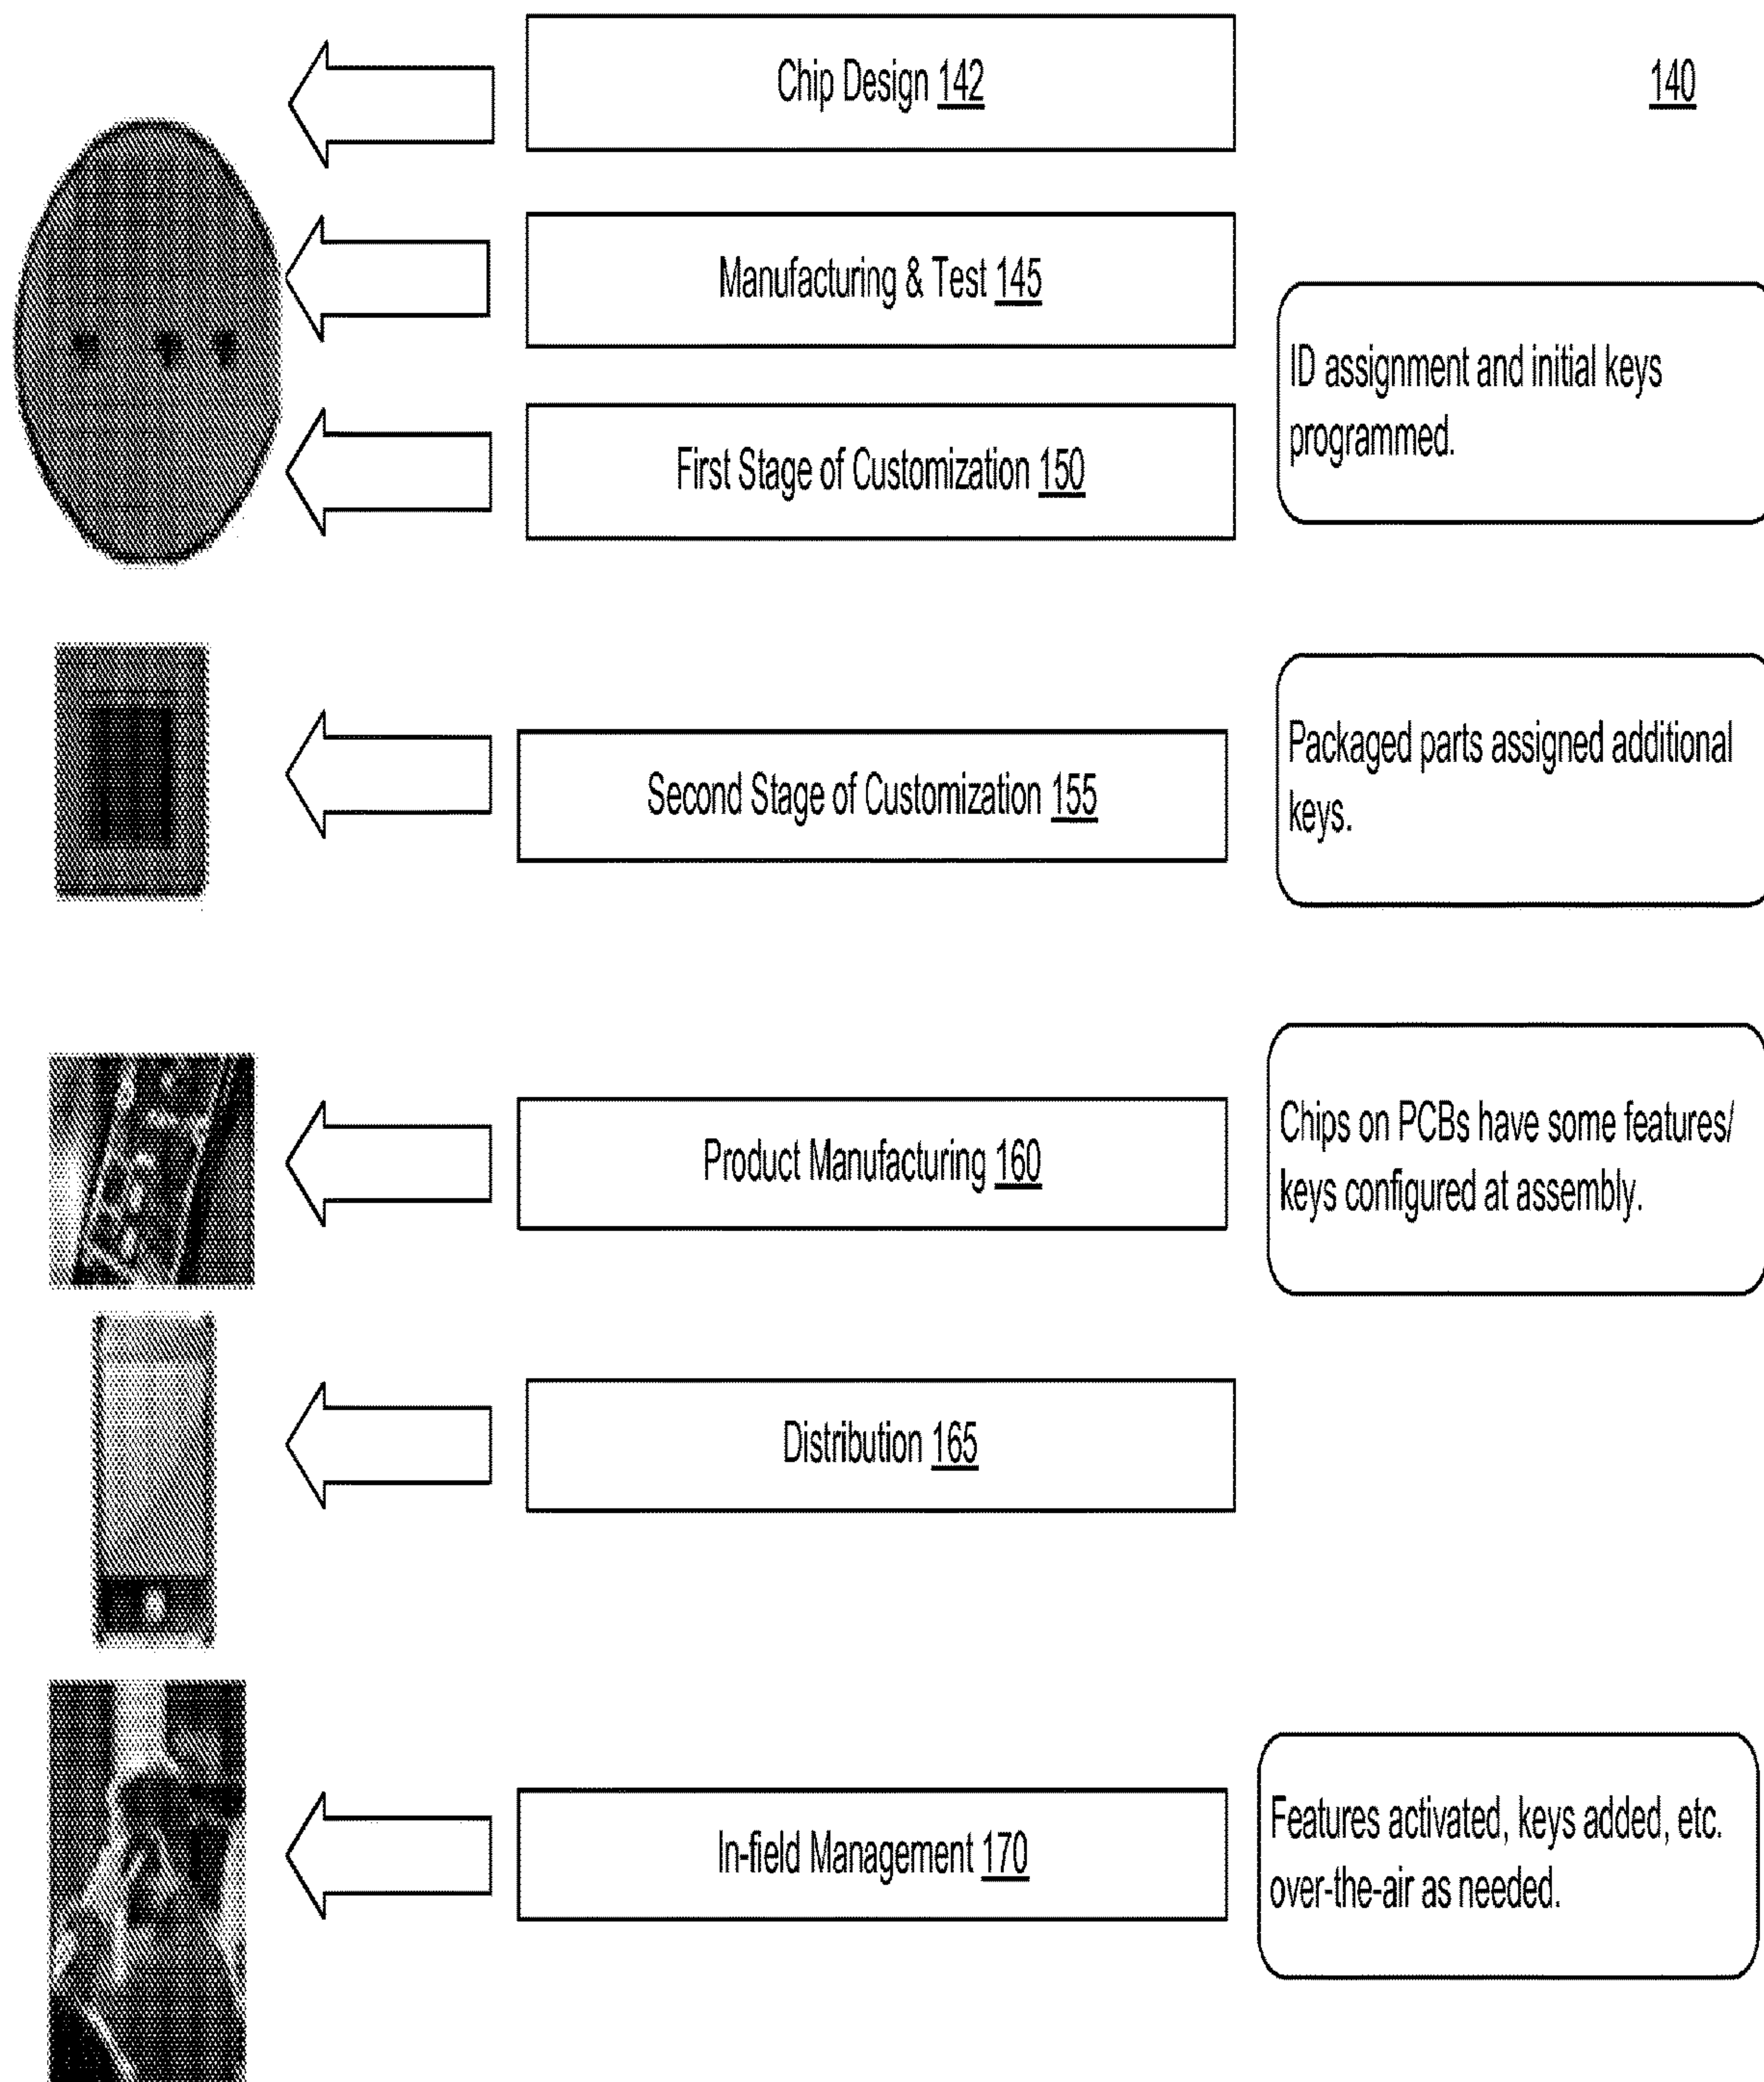 Chip Design 142
140
Manufacturing & Test 145
ID assignment and initial keys
programmed.
First Stage of Customization 150
Packaged parts assigned additional
keys.
Second Stage of Customization 155
Chips on PCBs have some features/
keys configured at assembly.
Product Manufacturing 160
Distribution 165
In-field Management 170
Features activated, keys added, etc.
over-the-air as needed.